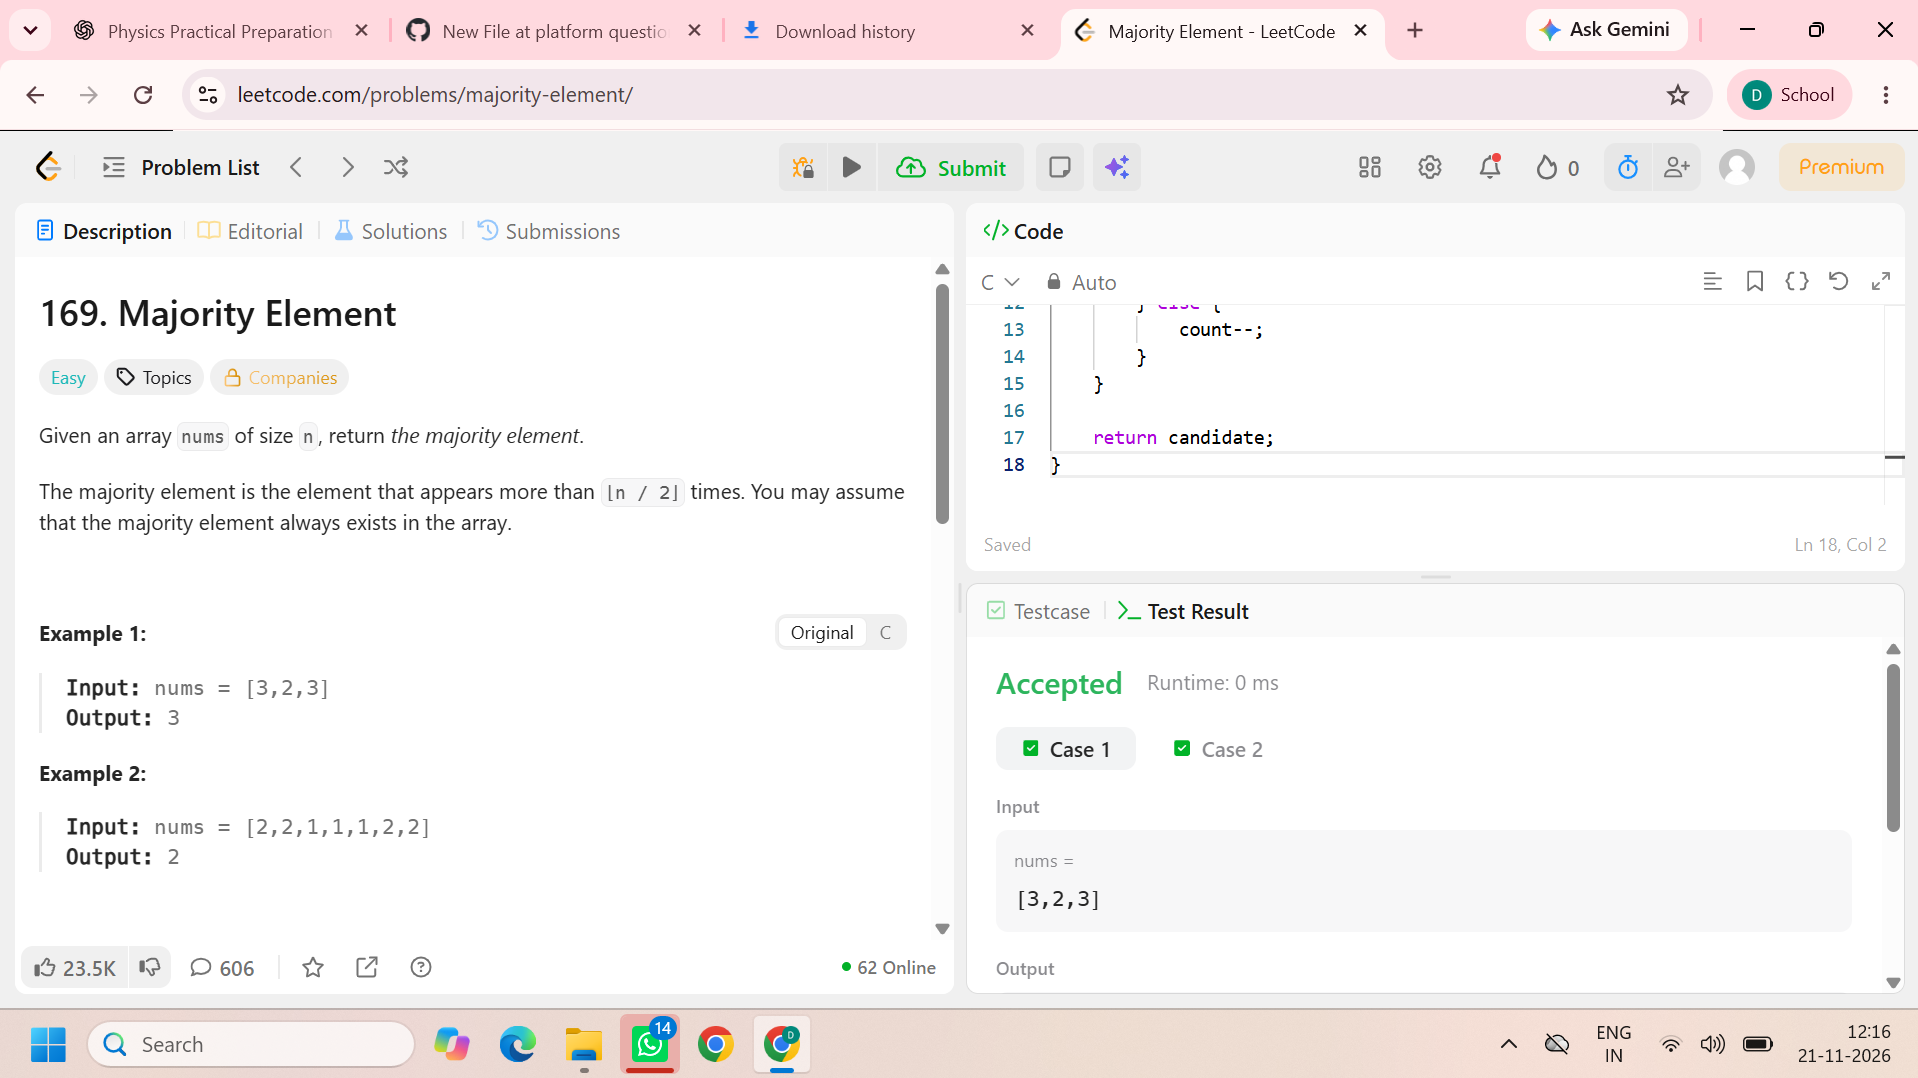 Physics Practical Preparation
New File at platform questio
Download history
Majority Element - LeetCode
Ask Gemini
leetcode.com/problems/majority-element/
D School
Problem List
Submit
0
Premium
Description
Editorial
Solutions
Submissions
169. Majority Element
Easy
Topics
Companies
Given an array nums of size n, return the majority element.
The majority element is the element that appears more than ⌊n / 2⌋ times. You may assume
that the majority element always exists in the array.
Example 1:
Original C
Input: nums = [3,2,3]
Output: 3
Example 2:
Input: nums = [2,2,1,1,1,2,2]
Output: 2
23.5K
606
62 Online
</> Code
C
Auto
12 } else {
13 count--;
14 }
15 }
16
17 return candidate;
18 }
Saved
Ln 18, Col 2
Testcase
Test Result
Accepted
Runtime: 0 ms
Case 1
Case 2
Input
nums =
[3,2,3]
Output
Search
14
D
ENG
IN
12:16
21-11-2026